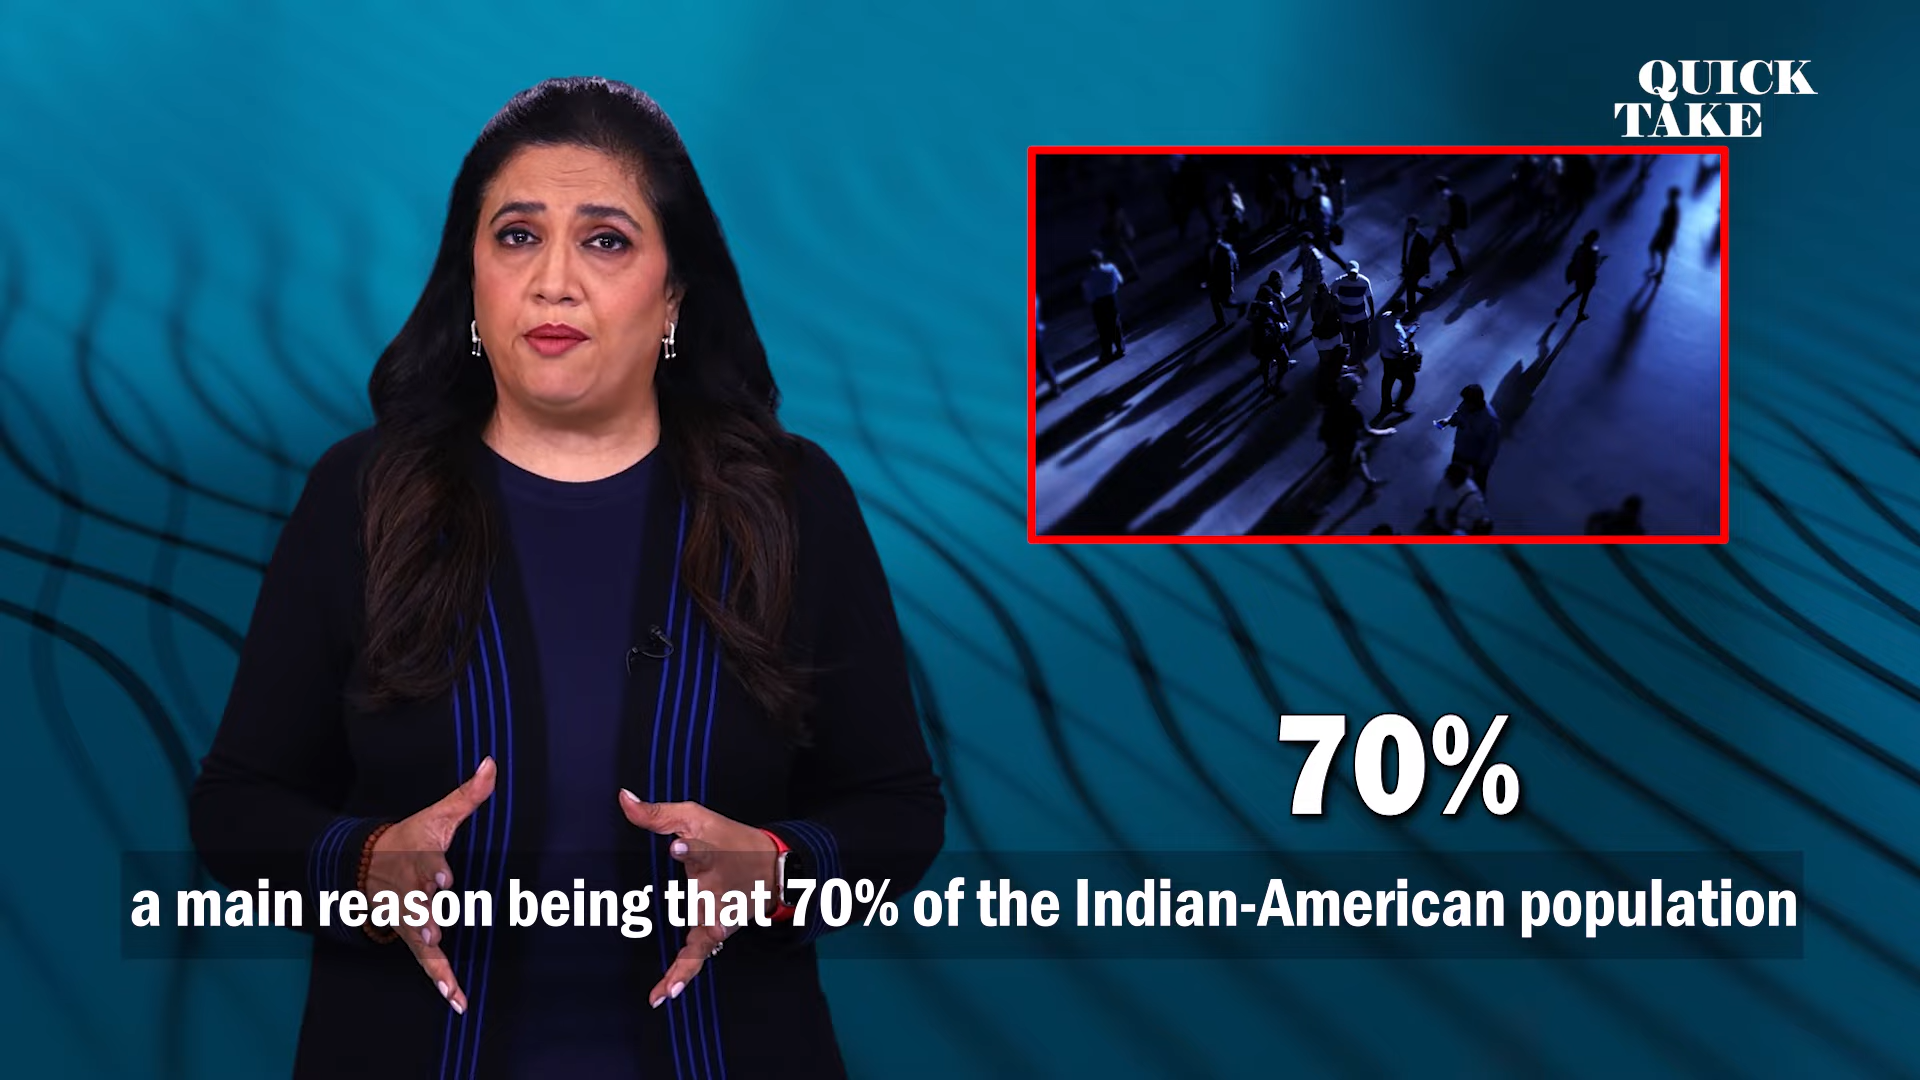 QUICK
TAKE
70%
a main reason being that 70% of the Indian-American population